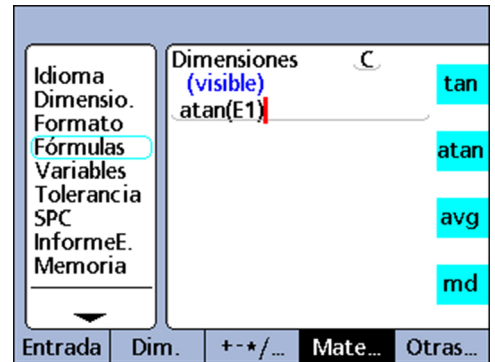 Idioma
Dimensio.
Formato
Fórmulas
Variables
Tolerancia
SPC
InformeE.
Memoria
Dimensiones C
(visible)
atan(E1)
tan
atan
avg
md
Entrada Dim. +-*/... Mate... Otras...